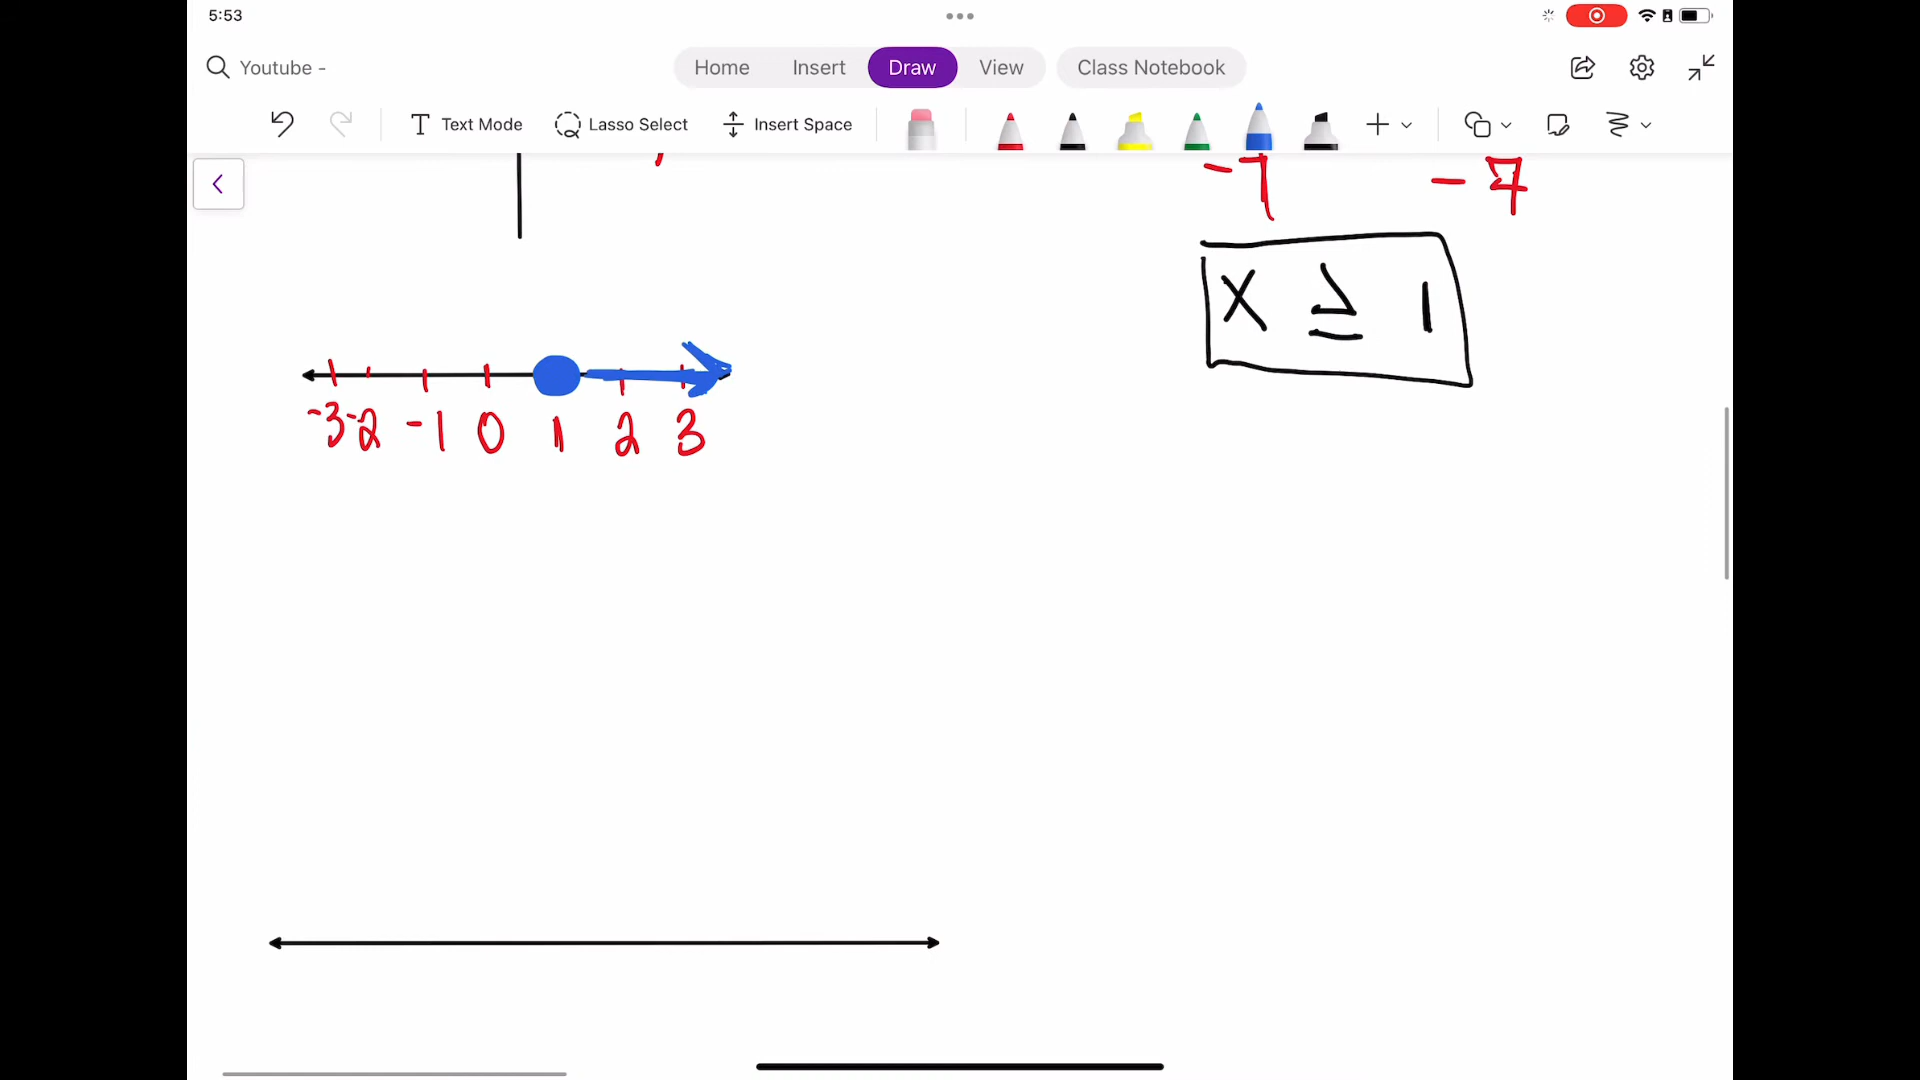 5:53
Youtube -
Home Insert Draw View Class Notebook
T Text Mode Lasso Select Insert Space
-7 -7
X ≥ 1
-3 -2 -1 0 1 2 3